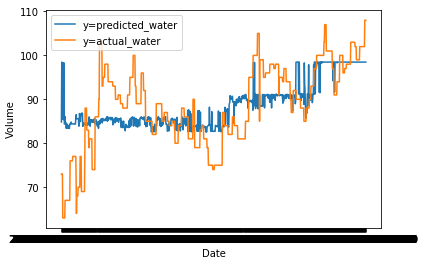 110
y=predicted_water
y=actual_water
100
90
80
70
Volume
Date